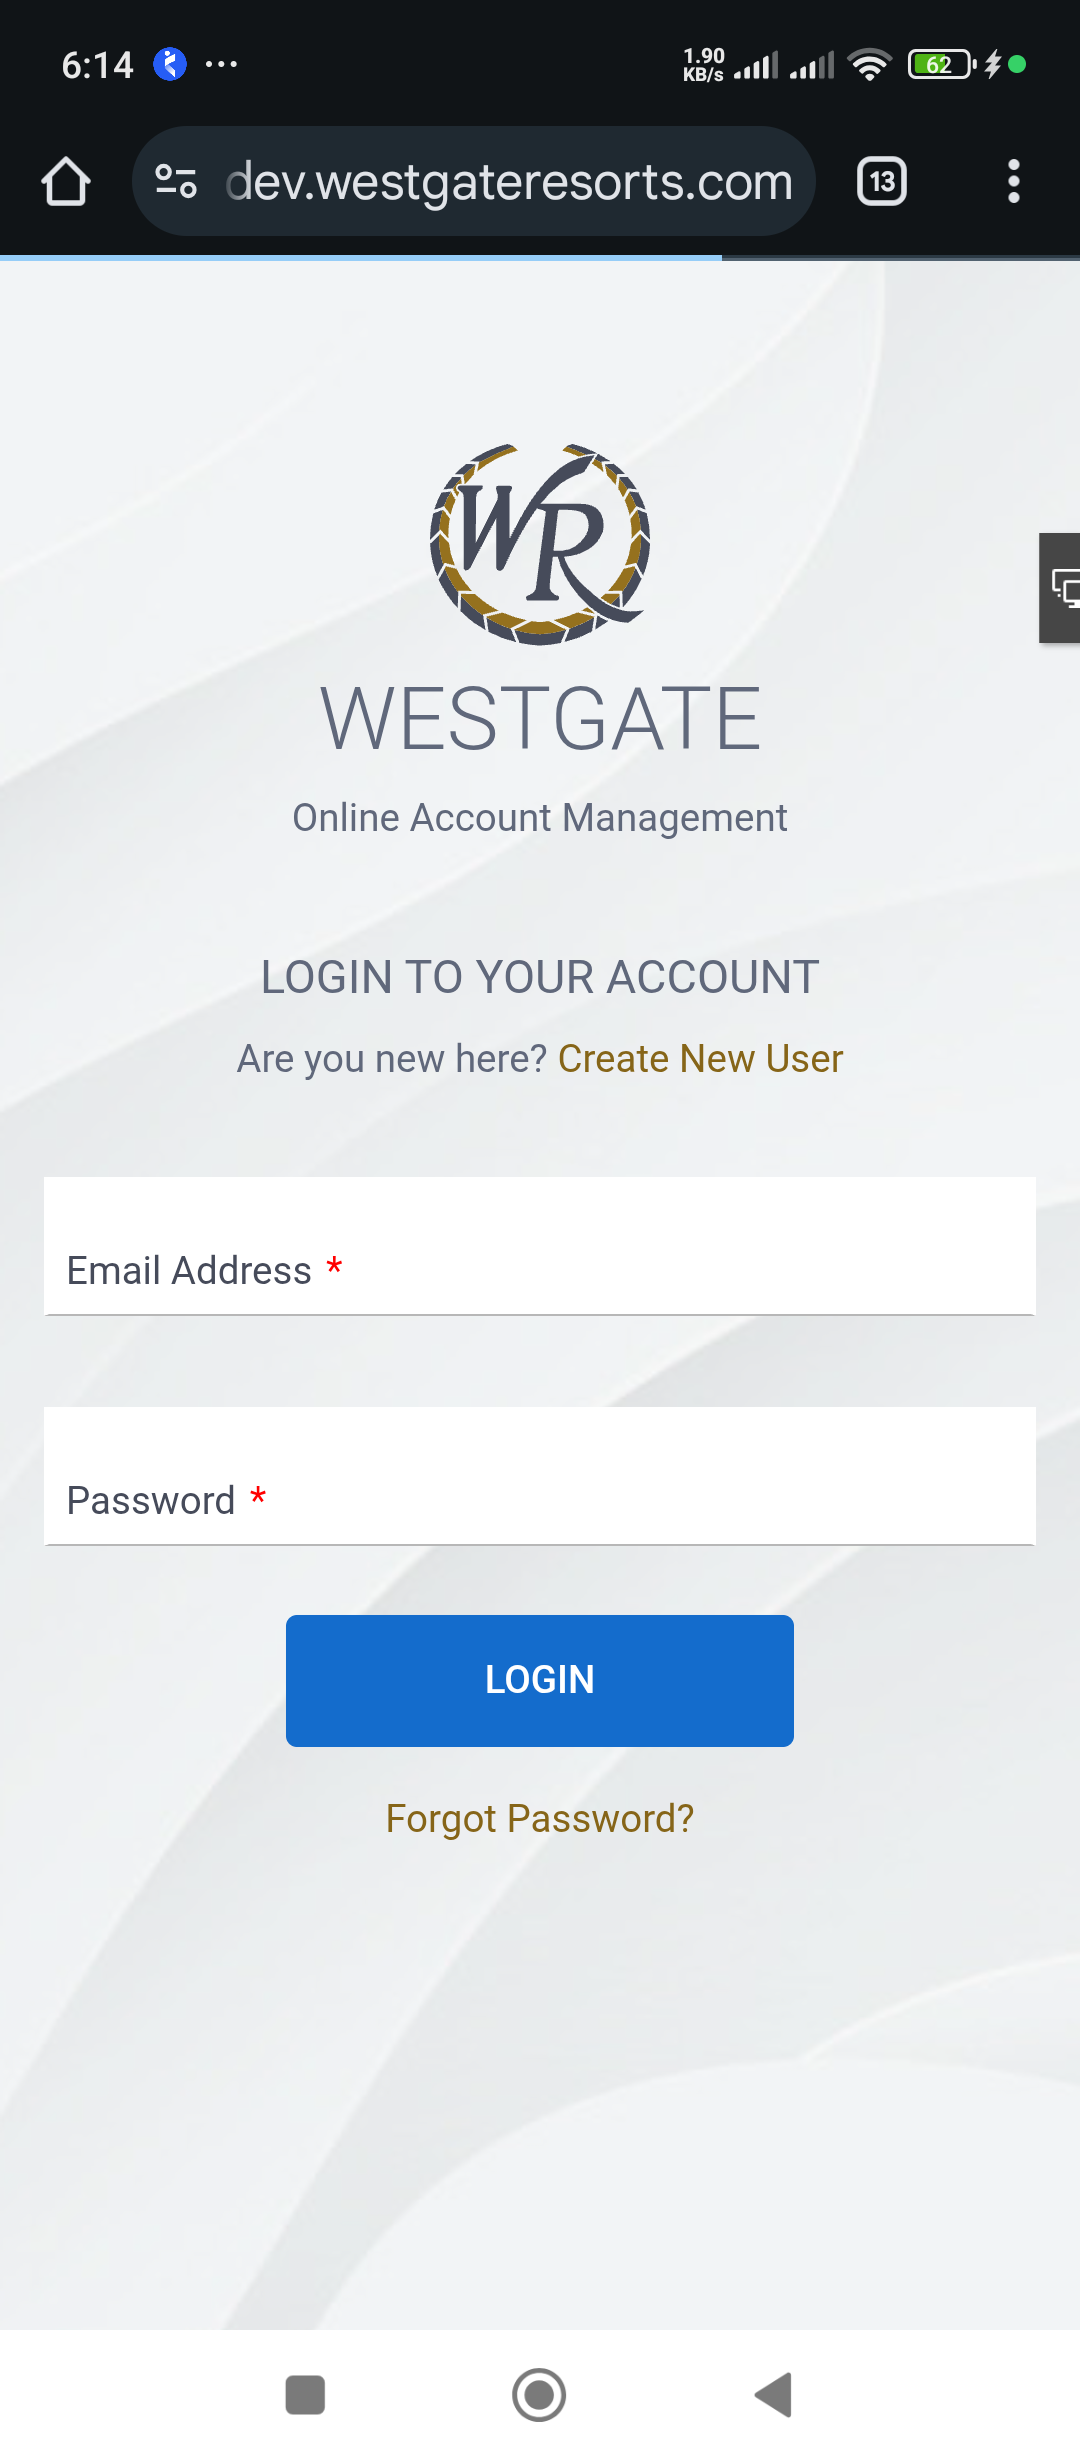 6:14 ... 1.90 KB/s 62
dev.westgateresorts.com 13
WR
WESTGATE
Online Account Management
LOGIN TO YOUR ACCOUNT
Are you new here? Create New User
Email Address *
Password *
LOGIN
Forgot Password?